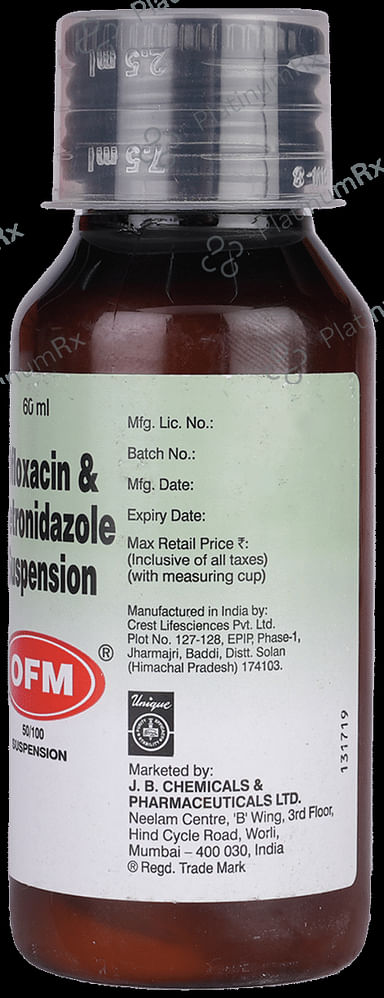 2.5 ml
7.5 ml
PlatinumRx
60 ml
loxacin &
tronidazole
uspension
OFM
®
50/100
SUSPENSION
Mfg. Lic. No.:
Batch No.:
Mfg. Date:
Expiry Date:
Max Retail Price ₹:
(Inclusive of all taxes)
(with measuring cup)
Manufactured in India by:
Crest Lifesciences Pvt. Ltd.
Plot No. 127-128, EPIP, Phase-1,
Jharmajri, Baddi, Distt. Solan
(Himachal Pradesh) 174103.
Unique
Marketed by:
J. B. CHEMICALS &
PHARMACEUTICALS LTD.
Neelam Centre, 'B' Wing, 3rd Floor,
Hind Cycle Road, Worli,
Mumbai – 400 030, India
® Regd. Trade Mark
131719